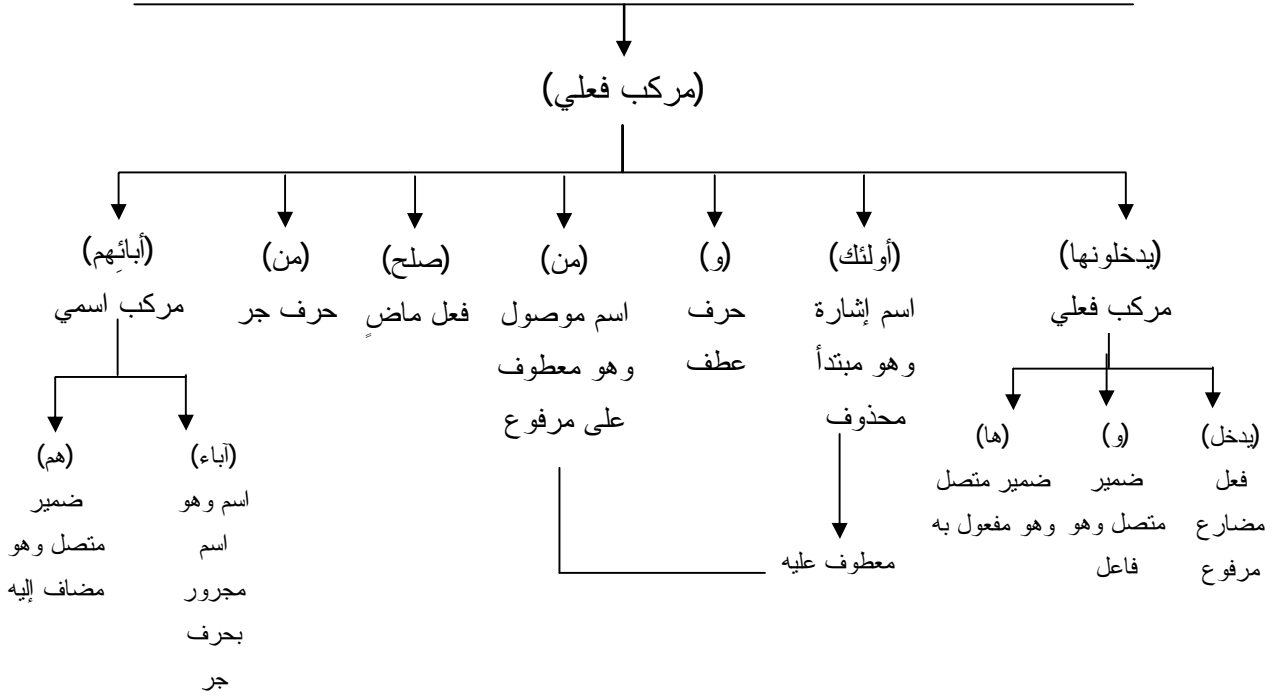 (مركب فعلي)
(يدخلونها)
مركب فعلي
(أولئك)
اسم إشارة
وهو مبتدأ
محذوف
(و)
حرف
عطف
(من)
اسم موصول
وهو معطوف
على مرفوع
(صلح)
فعل ماضٍ
(من)
حرف جر
(أبائِهم)
مركب اسمي
(يدخل)
فعل
مضارع
مرفوع
(و)
ضمير
متصل وهو
فاعل
(ها)
ضمير متصل
وهو مفعول به
معطوف عليه
(آباء)
اسم وهو
اسم
مجرور
بحرف
جر
(هم)
ضمير
متصل وهو
مضاف إليه